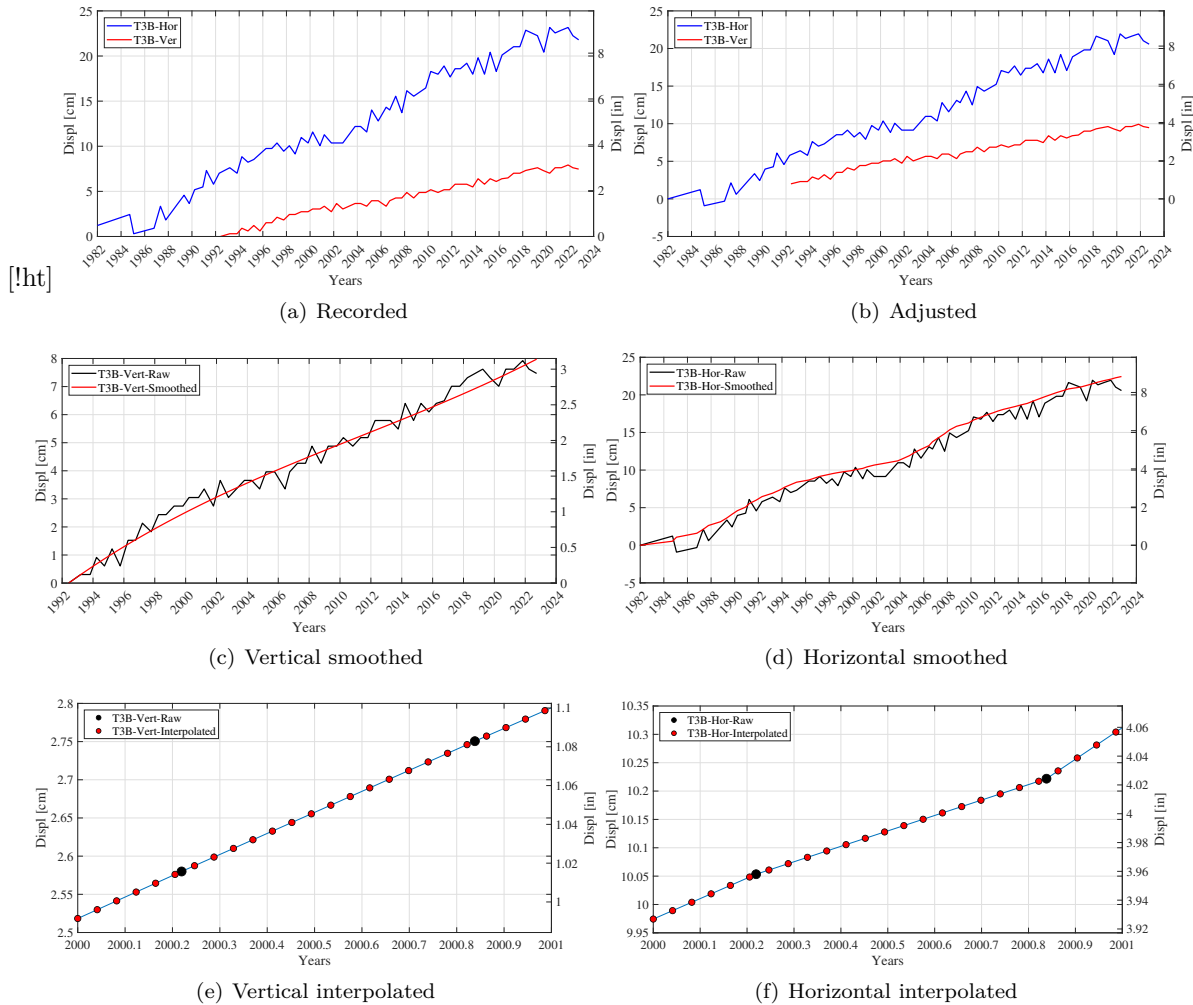 T3B-Hor
T3B-Ver
Displ [cm]
25
20
15
10
5
0
8
6
4
2
0
Displ [in]
1982 1984 1986 1988 1990 1992 1994 1996 1998 2000 2002 2004 2006 2008 2010 2012 2014 2016 2018 2020 2022 2024
Years
(a) Recorded
T3B-Hor
T3B-Ver
Displ [cm]
25
20
15
10
5
0
-5
8
6
4
2
0
Displ [in]
1982 1984 1986 1988 1990 1992 1994 1996 1998 2000 2002 2004 2006 2008 2010 2012 2014 2016 2018 2020 2022 2024
Years
(b) Adjusted
[!ht]
T3B-Vert-Raw
T3B-Vert-Smoothed
Displ [cm]
8
7
6
5
4
3
2
1
0
3
2.5
2
1.5
1
0.5
0
Displ [in]
1992 1994 1996 1998 2000 2002 2004 2006 2008 2010 2012 2014 2016 2018 2020 2022 2024
Years
(c) Vertical smoothed
T3B-Hor-Raw
T3B-Hor-Smoothed
Displ [cm]
25
20
15
10
5
0
-5
8
6
4
2
0
Displ [in]
1982 1984 1986 1988 1990 1992 1994 1996 1998 2000 2002 2004 2006 2008 2010 2012 2014 2016 2018 2020 2022 2024
Years
(d) Horizontal smoothed
T3B-Vert-Raw
T3B-Vert-Interpolated
Displ [cm]
2.8
2.75
2.7
2.65
2.6
2.55
2.5
1.1
1.08
1.06
1.04
1.02
1
Displ [in]
2000 2000.1 2000.2 2000.3 2000.4 2000.5 2000.6 2000.7 2000.8 2000.9 2001
Years
(e) Vertical interpolated
T3B-Hor-Raw
T3B-Hor-Interpolated
Displ [cm]
10.35
10.3
10.25
10.2
10.15
10.1
10.05
10
9.95
4.06
4.04
4.02
4
3.98
3.96
3.94
3.92
Displ [in]
2000 2000.1 2000.2 2000.3 2000.4 2000.5 2000.6 2000.7 2000.8 2000.9 2001
Years
(f) Horizontal interpolated